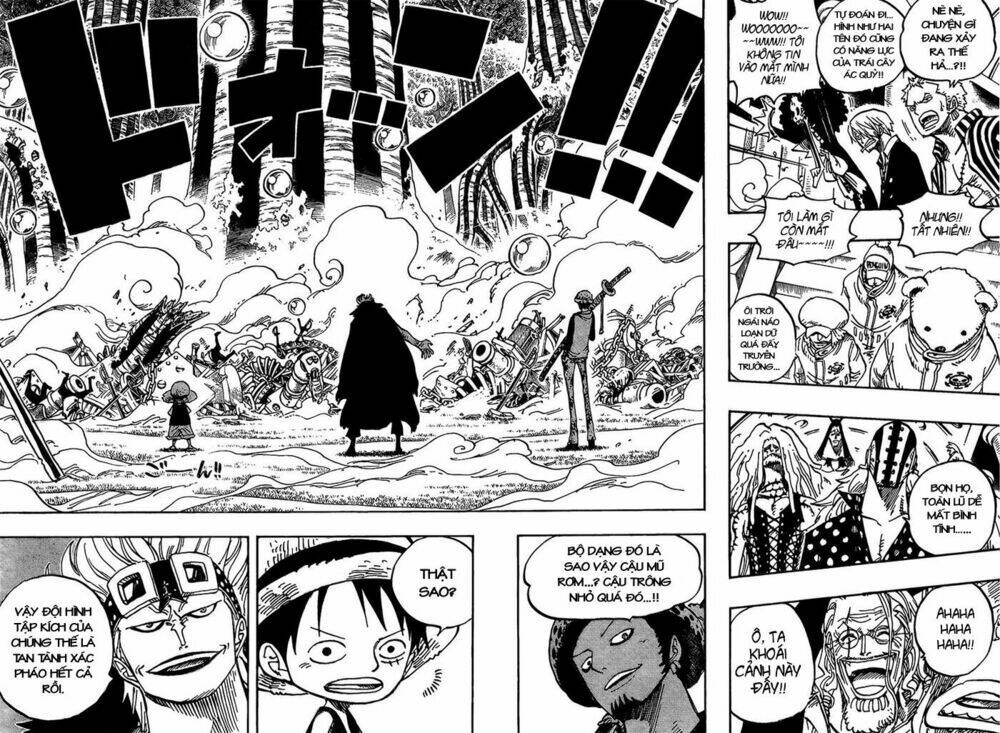 NÈ NÈ,
CHUYỆN GÌ
ĐANG XẢY
RA THẾ
HẢ...?!!
TỰ ĐOÁN ĐI...
HÌNH NHƯ HAI
TÊN ĐÓ CŨNG
CÓ NĂNG LỰC
CỦA TRÁI CÂY
ÁC QUỶ!!
WOW!!
WOOOOOOO~~
~~WWW!! TÔI
KHÔNG TIN
VÀO MẮT MÌNH
NỮA!!
NHƯNG!!
TẤT NHIÊN!!
TÔI LÀM GÌ
CÒN MẮT
ĐÂU~~~~!!!
PENGUIN
Ôi TRỜI
NGÀI NÁO
LOẠN DỮ
QUÁ ĐẤY
TRUYỀN
TRƯỞNG...
BỌN HỌ,
TOÀN LŨ DỄ
MẤT BÌNH
TĨNH......
AHAHA
HAHA
HAHA!!
Ồ, TA
KHOÁI
CẢNH NÀY
ĐẤY!!
ドォ...ン!!!
ごーん!!
BỘ DẠNG ĐÓ LÀ
SAO VẬY CẬU MŨ
RƠM...? CẬU TRÔNG
NHỎ QUÁ ĐÓ...!!
THẬT
SAO?
VẬY ĐỘI HÌNH
TẬP KÍCH CỦA
CHÚNG THẾ LÀ
TAN TÀNH XÁC
PHÁO HẾT CẢ
RỒI.